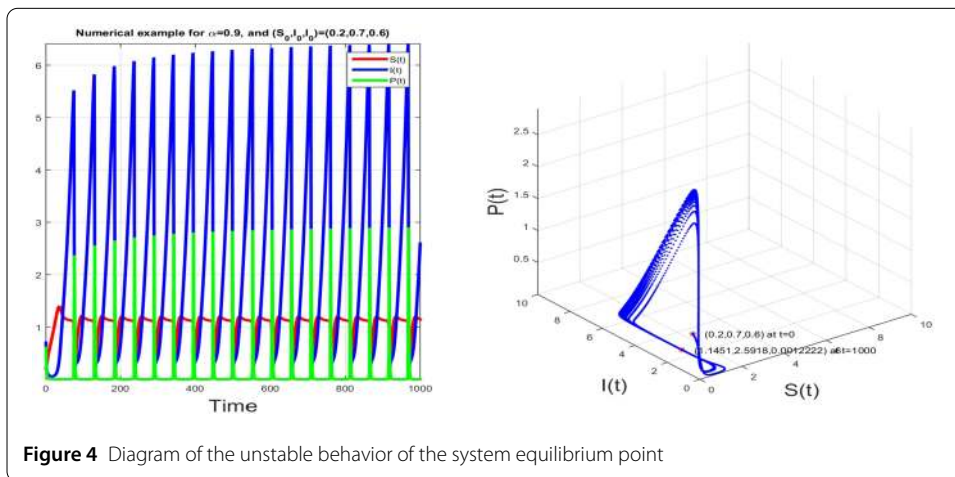 Numerical example for α=0.9, and (S0,I0,I0)=(0.2,0.7,0.6)
S(t)
I(t)
P(t)
6
5
4
3
2
1
0 200 400 600 800 1000
Time
2.5
2
1.5
1
0.5
P(t)
10
8
6
4
2
0
I(t)
0
2
4
6
8
10
S(t)
(0.2,0.7,0.6) at t=0
(1.1451,2.5918,0.0012222) at t=1000
Figure 4 Diagram of the unstable behavior of the system equilibrium point